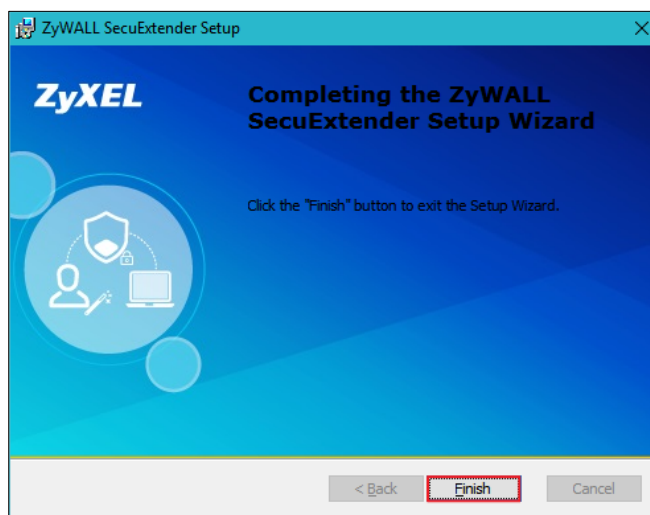 ZyWALL SecuExtender Setup
ZyXEL
Completing the ZyWALL
SecuExtender Setup Wizard
Click the "Finish" button to exit the Setup Wizard.
< Back
Finish
Cancel